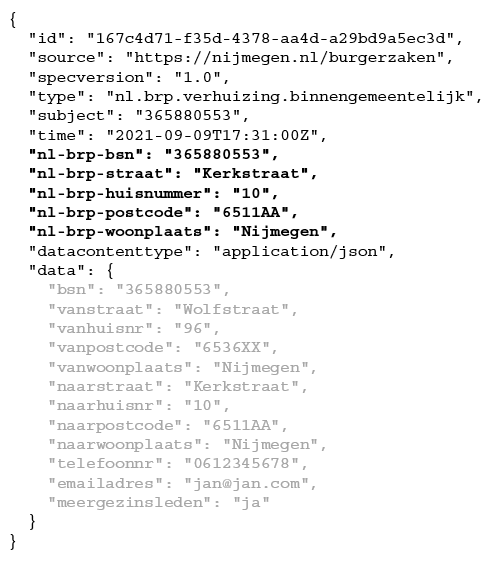 {
"id": "167c4d71-f35d-4378-aa4d-a29bd9a5ec3d",
"source": "https://nijmegen.nl/burgerzaken",
"specversion": "1.0",
"type": "nl.brp.verhuizing.binnengemeentelijk",
"subject": "365880553",
"time": "2021-09-09T17:31:00Z",
"nl-brp-bsn": "365880553",
"nl-brp-straat": "Kerkstraat",
"nl-brp-huisnummer": "10",
"nl-brp-postcode": "6511AA",
"nl-brp-woonplaats": "Nijmegen",
"datacontenttype": "application/json",
"data": {
"bsn": "365880553",
"vanstraat": "Wolfstraat",
"vanhuisnr": "96",
"vanpostcode": "6536XX",
"vanwoonplaats": "Nijmegen",
"naarstraat": "Kerkstraat",
"naarhuisnr": "10",
"naarpostcode": "6511AA",
"naarwoonplaats": "Nijmegen",
"telefoonnr": "0612345678",
"emailadres": "jan@jan.com",
"meergezinsleden": "ja"
}
}